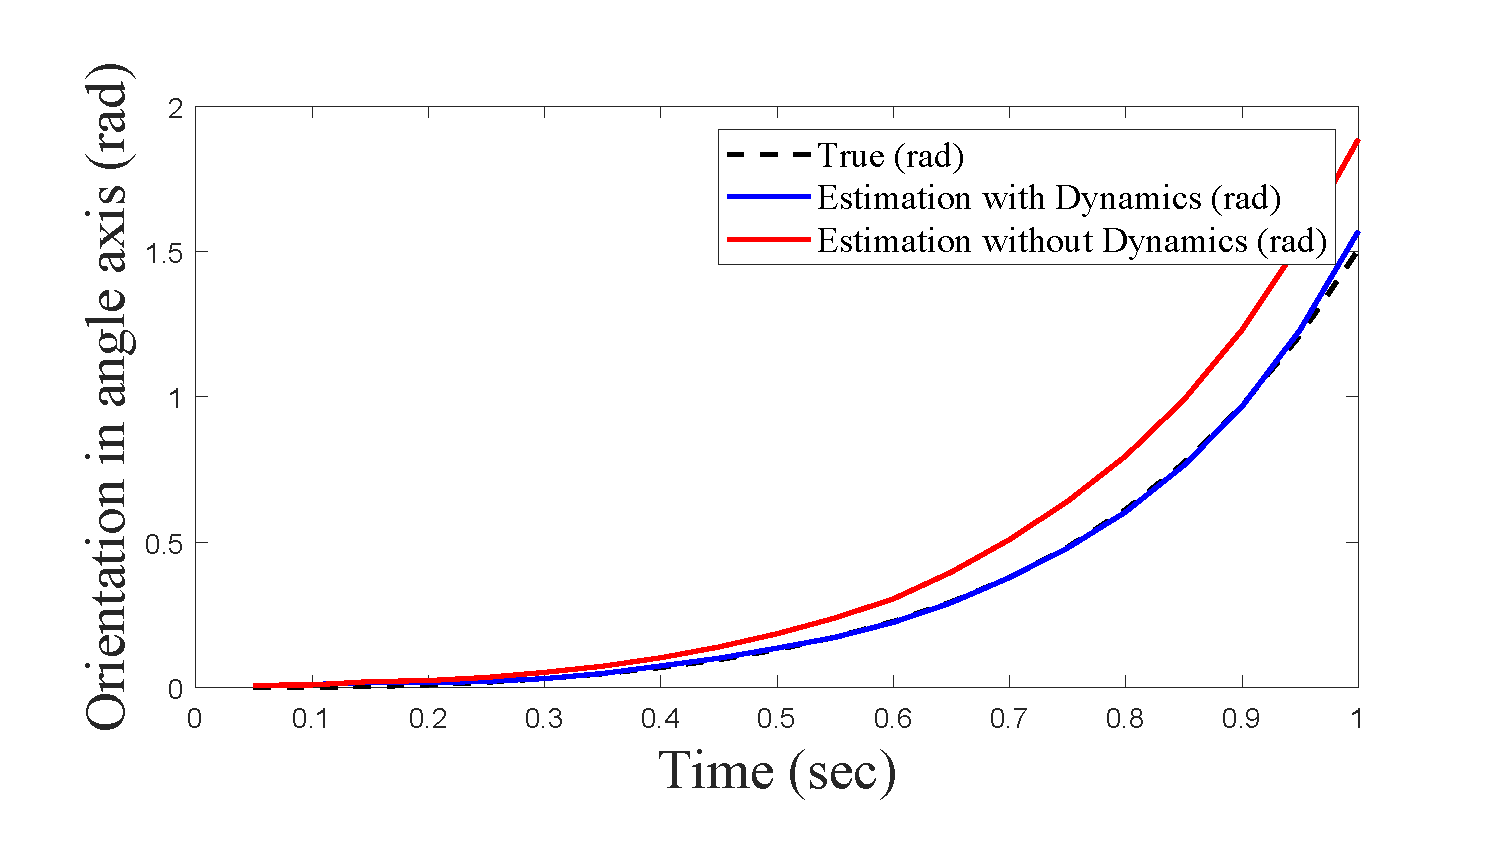 Orientation in angle axis (rad)
2
1.5
1
0.5
0
True (rad)
Estimation with Dynamics (rad)
Estimation without Dynamics (rad)
0 0.1 0.2 0.3 0.4 0.5 0.6 0.7 0.8 0.9 1
Time (sec)